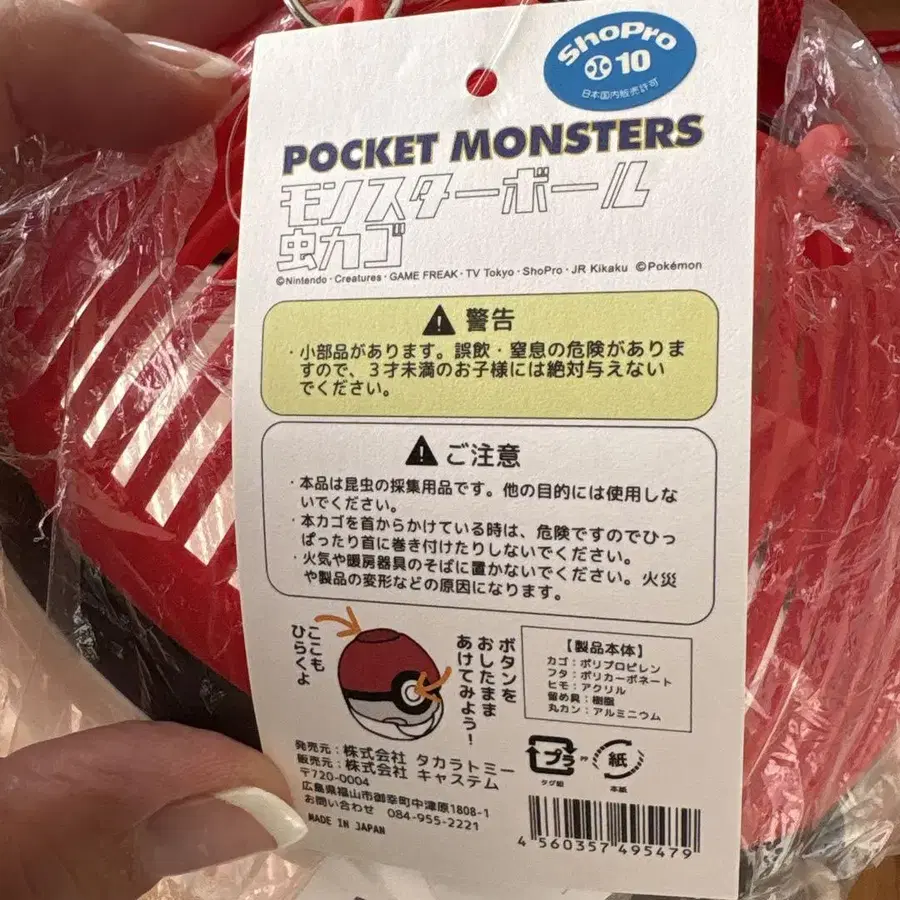 ShoPro
10
日本国内販売許可
POCKET MONSTERS
モンスターボール
虫カゴ
©Nintendo・Creatures・GAME FREAK・TV Tokyo・ShoPro・JR Kikaku ©Pokémon
警告
・小部品があります。誤飲・窒息の危険がありま
すので、３才未満のお子様には絶対与えない
でください。
ご注意
・本品は昆虫の採集用品です。他の目的には使用しな
いでください。
・本カゴを首からかけている時は、危険ですのでひっ
ぱったり首に巻き付けたりしないでください。
・火気や暖房器具のそばに置かないでください。火災
や製品の変形などの原因になります。
ここも
ひらくよ
ボタンを
おしたまま
あけてみよう！
【製品本体】
カゴ：ポリプロピレン
フタ：ポリカーボネート
ヒモ：アクリル
留め具：樹脂
丸カン：アルミニウム
発売元：株式会社 タカラトミー
販売元：株式会社 キャステム
〒720-0004
広島県福山市御幸町中津原1808-1
お問い合わせ 084-955-2221
MADE IN JAPAN
プラ
PP
タグ紐
紙
本紙
4 560357 495479